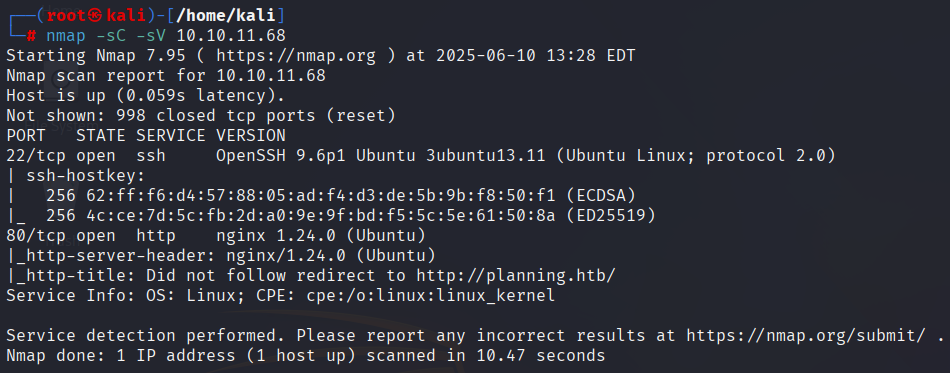 ┌──(root㉿kali)-[/home/kali]
└─# nmap -sC -sV 10.10.11.68
Starting Nmap 7.95 ( https://nmap.org ) at 2025-06-10 13:28 EDT
Nmap scan report for 10.10.11.68
Host is up (0.059s latency).
Not shown: 998 closed tcp ports (reset)
PORT   STATE SERVICE VERSION
22/tcp open  ssh     OpenSSH 9.6p1 Ubuntu 3ubuntu13.11 (Ubuntu Linux; protocol 2.0)
| ssh-hostkey:
|   256 62:ff:f6:d4:57:88:05:ad:f4:d3:de:5b:9b:f8:50:f1 (ECDSA)
|_  256 4c:ce:7d:5c:fb:2d:a0:9e:9f:bd:f5:5c:5e:61:50:8a (ED25519)
80/tcp open  http    nginx 1.24.0 (Ubuntu)
|_http-server-header: nginx/1.24.0 (Ubuntu)
|_http-title: Did not follow redirect to http://planning.htb/
Service Info: OS: Linux; CPE: cpe:/o:linux:linux_kernel

Service detection performed. Please report any incorrect results at https://nmap.org/submit/ .
Nmap done: 1 IP address (1 host up) scanned in 10.47 seconds